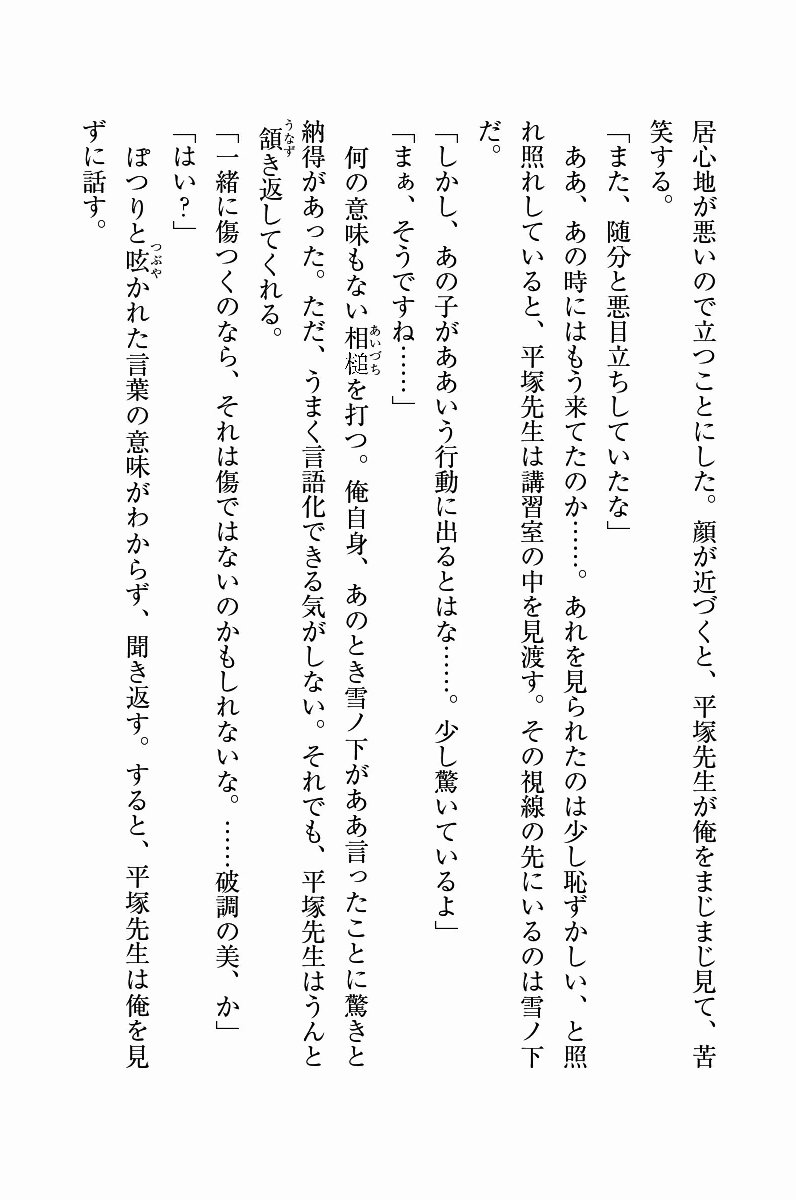 居心地が悪いので立つことにした。顔が近づくと、平塚先生が俺をまじまじ見て、苦
笑する。
「また、随分と悪目立ちしていたな」
ああ、あの時にはもう来てたのか……。あれを見られたのは少し恥ずかしい、と照
れ照れしていると、平塚先生は講習室の中を見渡す。その視線の先にいるのは雪ノ下
だ。
「しかし、あの子がああいう行動に出るとはな……。少し驚いているよ」
「まぁ、そうですね……」
何の意味もない相槌を打つ。俺自身、あのとき雪ノ下がああ言ったことに驚きと
あいづち
納得があった。ただ、うまく言語化できる気がしない。それでも、平塚先生はうんと
頷き返してくれる。
うなず
「一緒に傷つくのなら、それは傷ではないのかもしれないな。……破調の美、か」
「はい？」
ぽつりと呟かれた言葉の意味がわからず、聞き返す。すると、平塚先生は俺を見
つぶや
ずに話す。